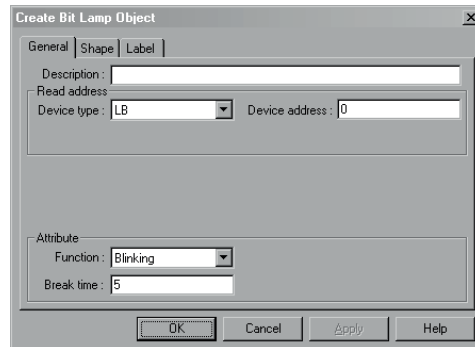 Create Bit Lamp Object
General Shape Label
Description :
Read address
Device type : LB Device address : 0
Attribute
Function : Blinking
Break time : 5
OK Cancel Apply Help